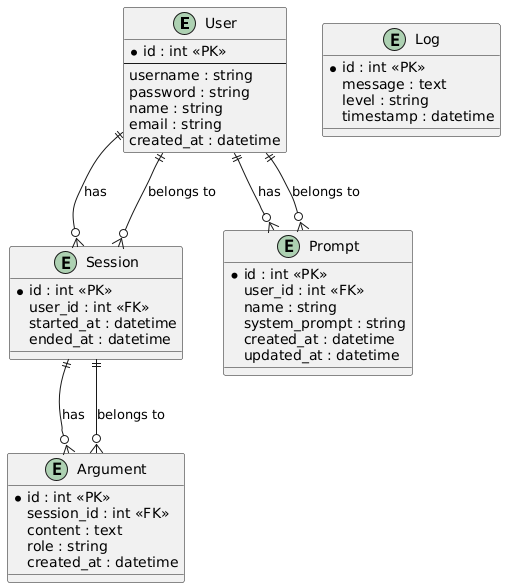 E User
* id : int «PK»
username : string
password : string
name : string
email : string
created_at : datetime
E Log
* id : int «PK»
message : text
level : string
timestamp : datetime
has
belongs to
has
belongs to
E Session
* id : int «PK»
user_id : int «FK»
started_at : datetime
ended_at : datetime
E Prompt
* id : int «PK»
user_id : int «FK»
name : string
system_prompt : string
created_at : datetime
updated_at : datetime
has
belongs to
E Argument
* id : int «PK»
session_id : int «FK»
content : text
role : string
created_at : datetime